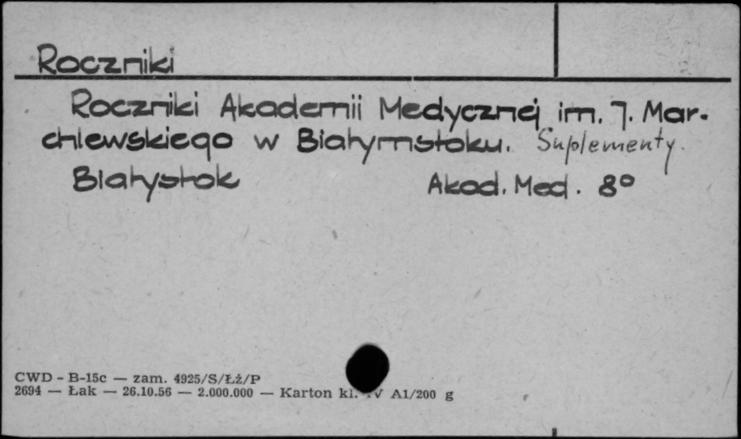 Roczniki
Roczniki Akademii Medycznej im. J. Mar-
chlewskiego w Białymstoku. Suplementy.
Białystok Akad. Med. 8°
CWD - B-15c — zam. 4925/S/Łż/P
2694 — Łak — 26.10.56 — 2.000.000 — Karton kl. IV A1/200 g